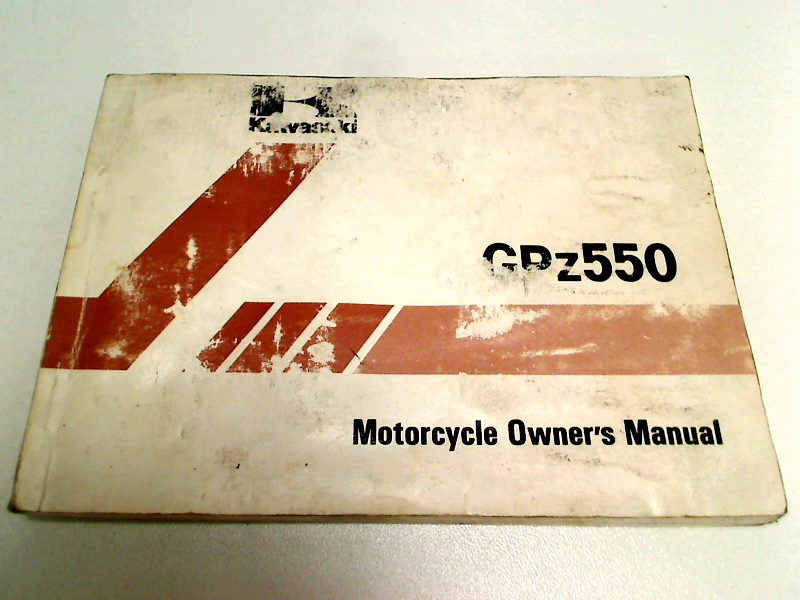 Kawasaki
GPz550
Motorcycle Owner's Manual